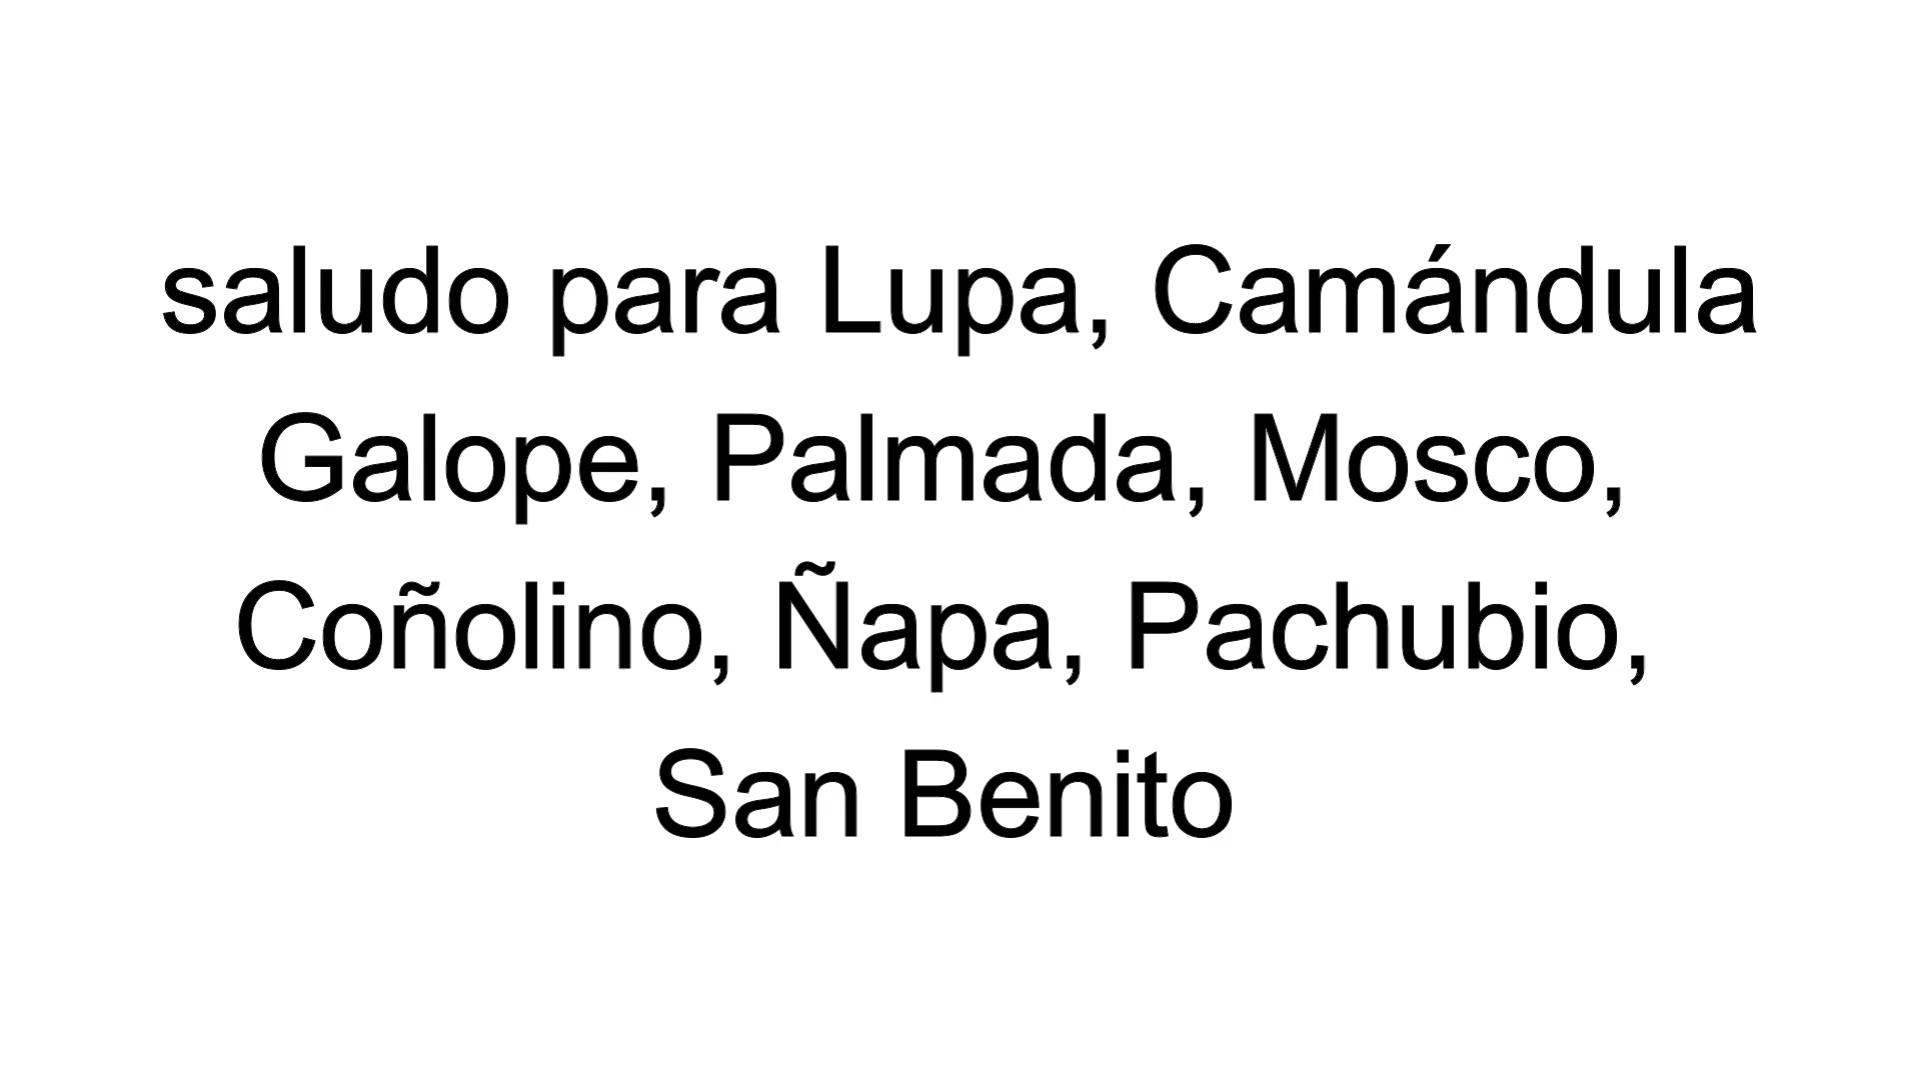 saludo para Lupa, Camándula
Galope, Palmada, Mosco,
Coñolino, Ñapa, Pachubio,
San Benito